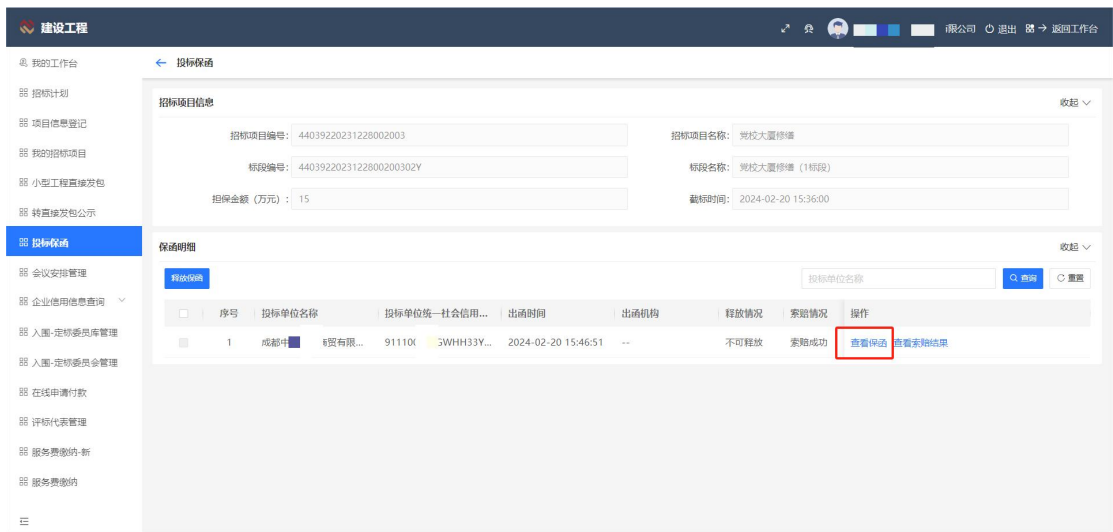 建设工程
限公司 退出 返回工作台
我的工作台
招标计划
项目信息登记
我的招标项目
小型工程直接发包
转直接发包公示
投标保函
会议安排管理
企业信用信息查询
入围-定标委员库管理
入围-定标委员会管理
在线申请付款
评标代表管理
服务费缴纳-新
服务费缴纳
← 投标保函
招标项目信息 收起
招标项目编号: 44039220231228002003 招标项目名称: 党校大厦修缮
标段编号: 4403922023122800200302Y 标段名称: 党校大厦修缮 (1标段)
担保金额 (万元) : 15 截标时间: 2024-02-20 15:36:00
保函明细 收起
释放保函 投标单位名称 查询 重置
序号 投标单位名称 投标单位统一社会信用... 出函时间 出函机构 释放情况 索赔情况 操作
1 成都中 贸有限... 91110 GWHH33Y... 2024-02-20 15:46:51 -- 不可释放 索赔成功 查看保函 查看索赔结果